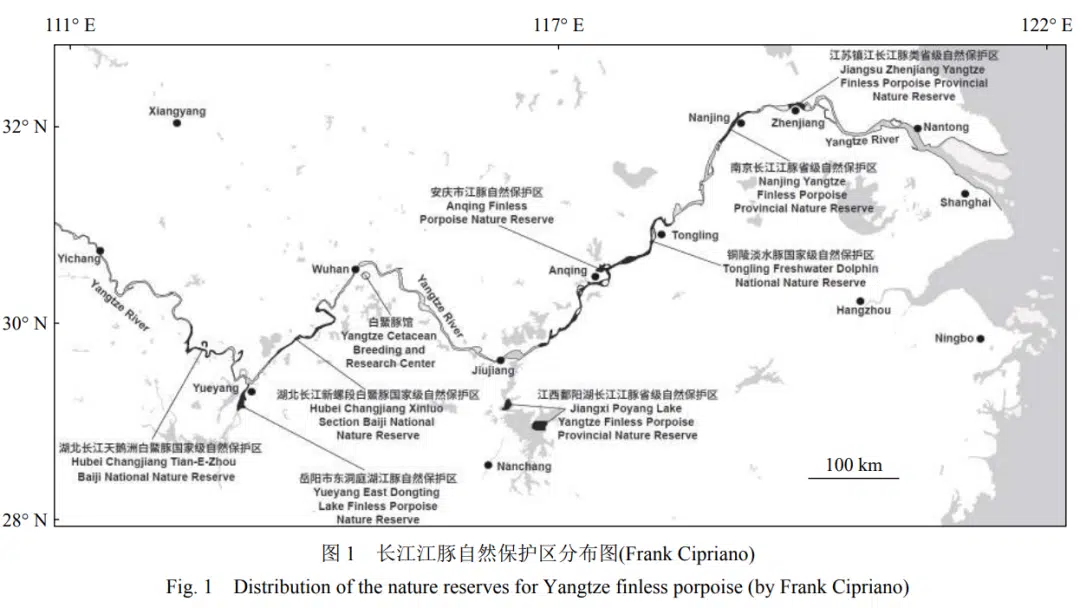 111° E
117° E
122° E
32° N
30° N
28° N
江苏镇江长江豚类省级自然保护区
Jiangsu Zhenjiang Yangtze
Finless Porpoise Provincial
Nature Reserve
Xiangyang
Nanjing
Zhenjiang
Nantong
Yangtze River
南京长江江豚省级自然保护区
Nanjing Yangtze
Finless Porpoise
Provincial Nature Reserve
Shanghai
安庆市江豚自然保护区
Anqing Finless
Porpoise Nature Reserve
Tongling
铜陵淡水豚国家级自然保护区
Tongling Freshwater Dolphin
National Nature Reserve
Yichang
Wuhan
Anqing
Yangtze River
Yangtze River
白鱀豚馆
Yangtze Cetacean
Breeding and
Research Center
Hangzhou
Ningbo
Jiujiang
Yueyang
湖北长江新螺段白鱀豚国家级自然保护区
Hubei Changjiang Xinluo
Section Baiji National
Nature Reserve
江西鄱阳湖长江江豚省级自然保护区
Jiangxi Poyang Lake
Yangtze Finless Porpoise
Provincial Nature Reserve
湖北长江天鹅洲白鱀豚国家级自然保护区
Hubei Changjiang Tian-E-Zhou
Baiji National Nature Reserve
岳阳市东洞庭湖江豚自然保护区
Yueyang East Dongting
Lake Finless Porpoise
Nature Reserve
Nanchang
100 km
图 1 长江江豚自然保护区分布图(Frank Cipriano)
Fig. 1 Distribution of the nature reserves for Yangtze finless porpoise (by Frank Cipriano)